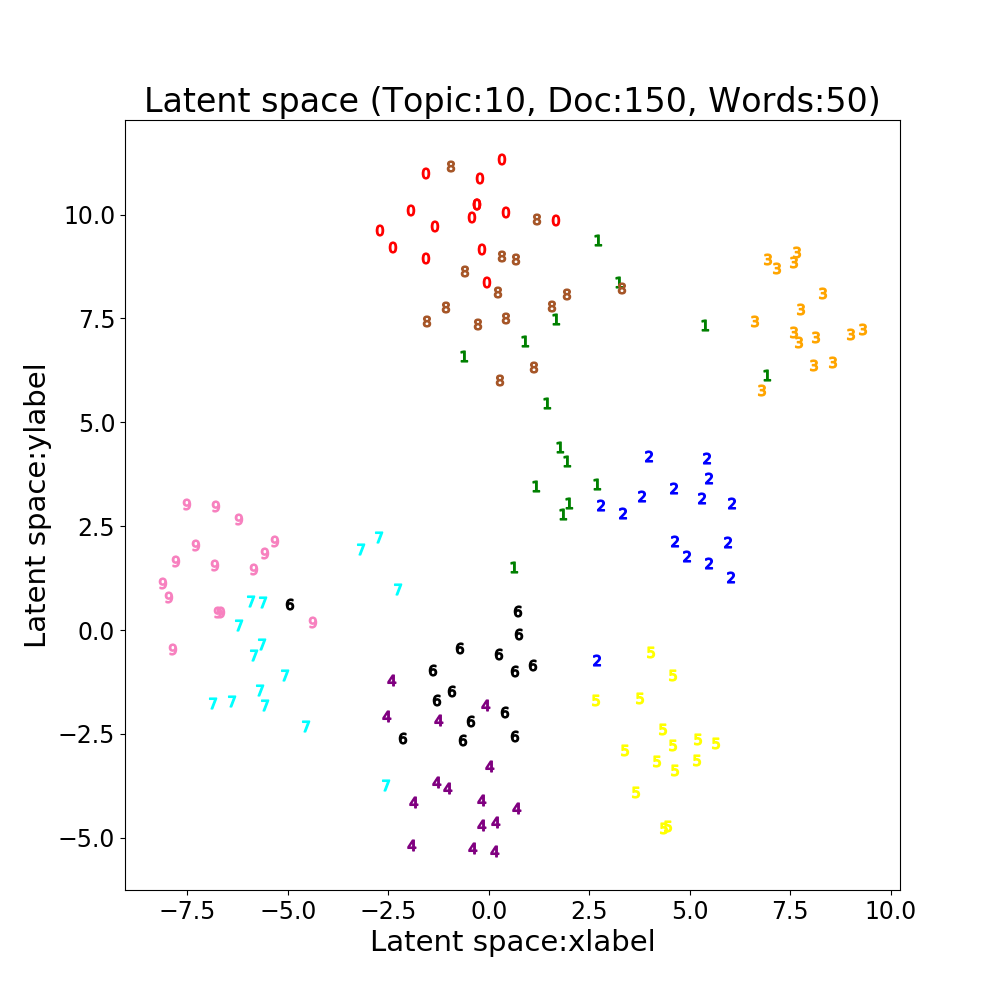 Latent space (Topic:10, Doc:150, Words:50)
10.0
7.5
5.0
2.5
0.0
−2.5
−5.0
Latent space:ylabel
−7.5 −5.0 −2.5 0.0 2.5 5.0 7.5 10.0
Latent space:xlabel